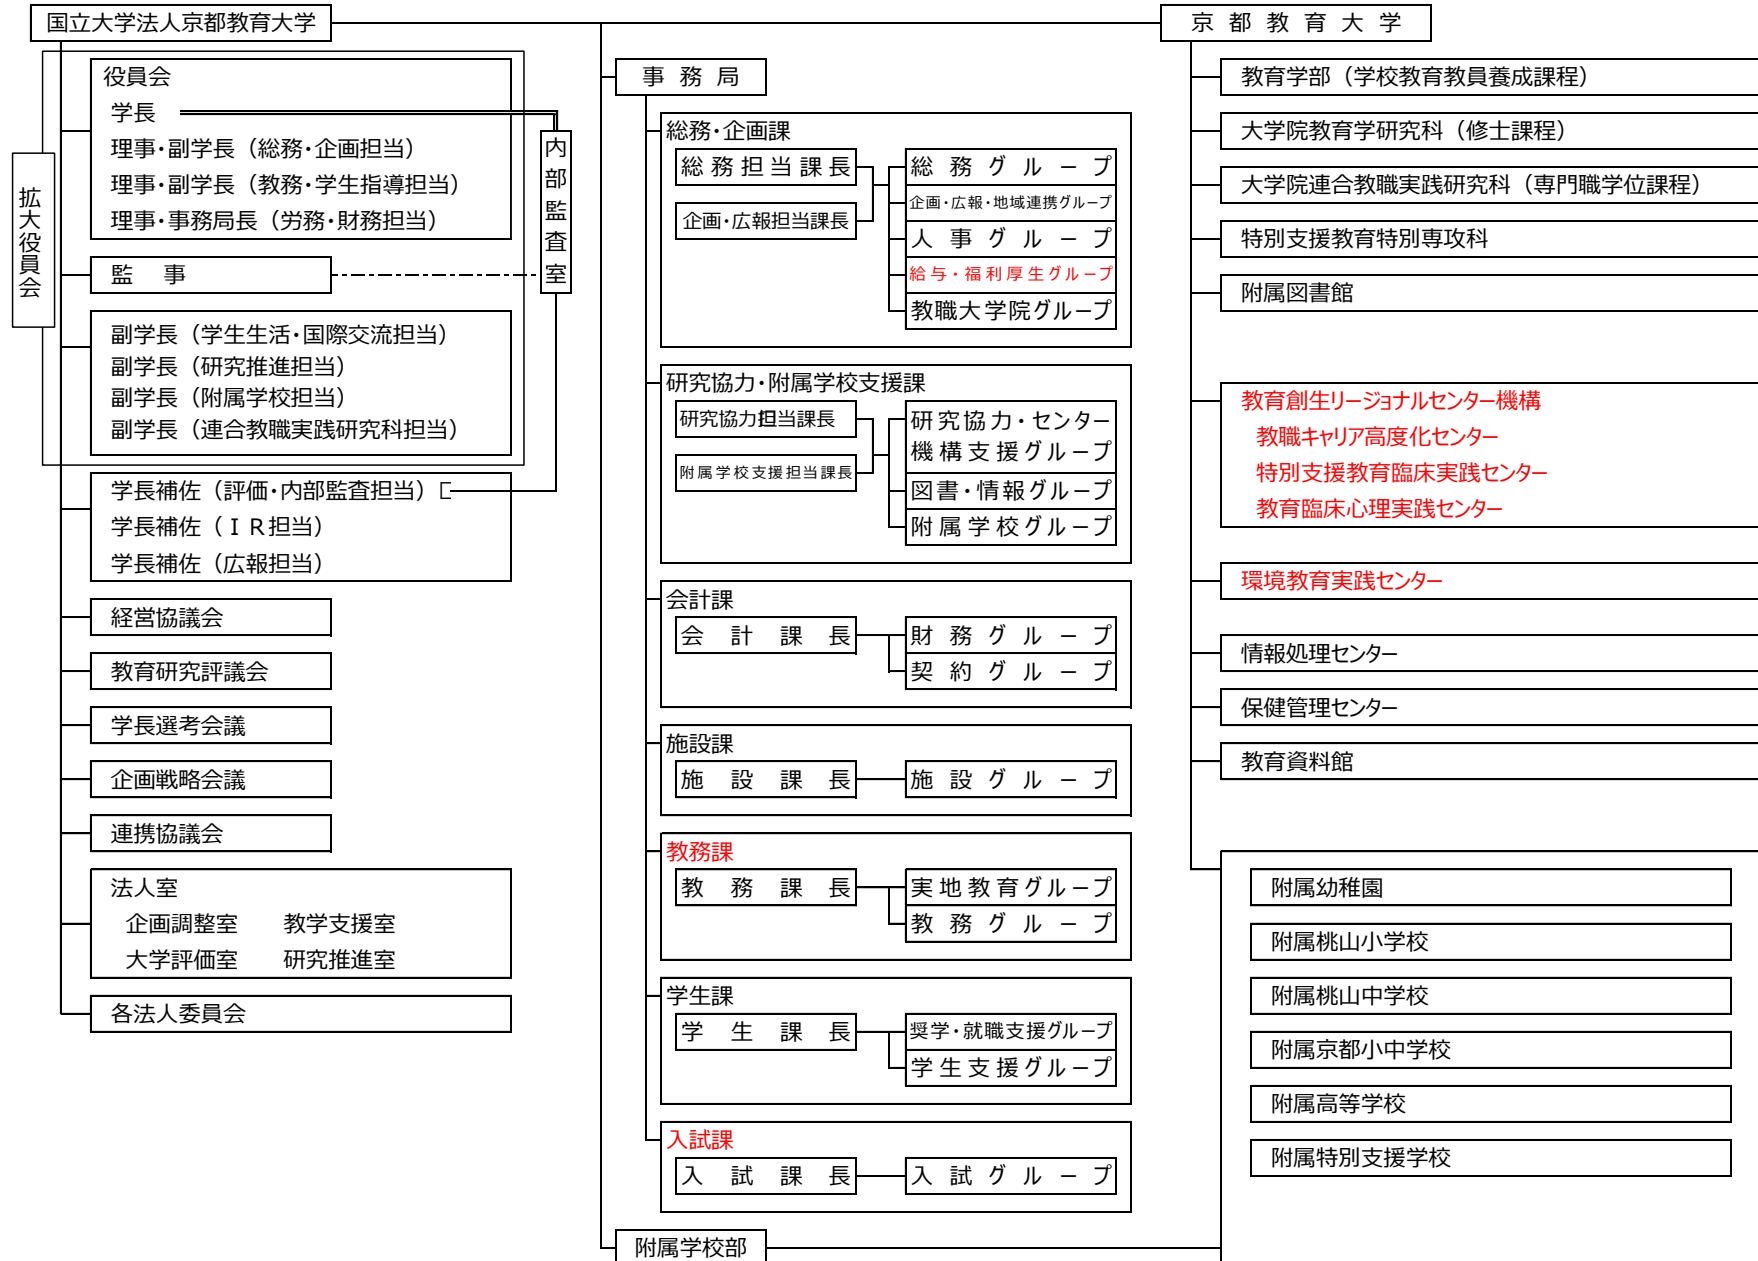 国立大学法人京都教育大学
拡大役員会
役員会
学長
理事・副学長（総務・企画担当）
理事・副学長（教務・学生指導担当）
理事・事務局長（労務・財務担当）
内部監査室
監　事
副学長（学生生活・国際交流担当）
副学長（研究推進担当）
副学長（附属学校担当）
副学長（連合教職実践研究科担当）
学長補佐（評価・内部監査担当）
学長補佐（ＩＲ担当）
学長補佐（広報担当）
経営協議会
教育研究評議会
学長選考会議
企画戦略会議
連携協議会
法人室
企画調整室　　教学支援室
大学評価室　　研究推進室
各法人委員会
事務局
総務・企画課
総務担当課長
企画・広報担当課長
総務グループ
企画・広報・地域連携グループ
人事グループ
給与・福利厚生グループ
教職大学院グループ
研究協力・附属学校支援課
研究協力担当課長
附属学校支援担当課長
研究協力・センター
機構支援グループ
図書・情報グループ
附属学校グループ
会計課
会計課長
財務グループ
契約グループ
施設課
施設課長
施設グループ
教務課
教務課長
実地教育グループ
教務グループ
学生課
学生課長
奨学・就職支援グループ
学生支援グループ
入試課
入試課長
入試グループ
附属学校部
京都教育大学
教育学部（学校教育教員養成課程）
大学院教育学研究科（修士課程）
大学院連合教職実践研究科（専門職学位課程）
特別支援教育特別専攻科
附属図書館
教育創生リージョナルセンター機構
教職キャリア高度化センター
特別支援教育臨床実践センター
教育臨床心理実践センター
環境教育実践センター
情報処理センター
保健管理センター
教育資料館
附属幼稚園
附属桃山小学校
附属桃山中学校
附属京都小中学校
附属高等学校
附属特別支援学校